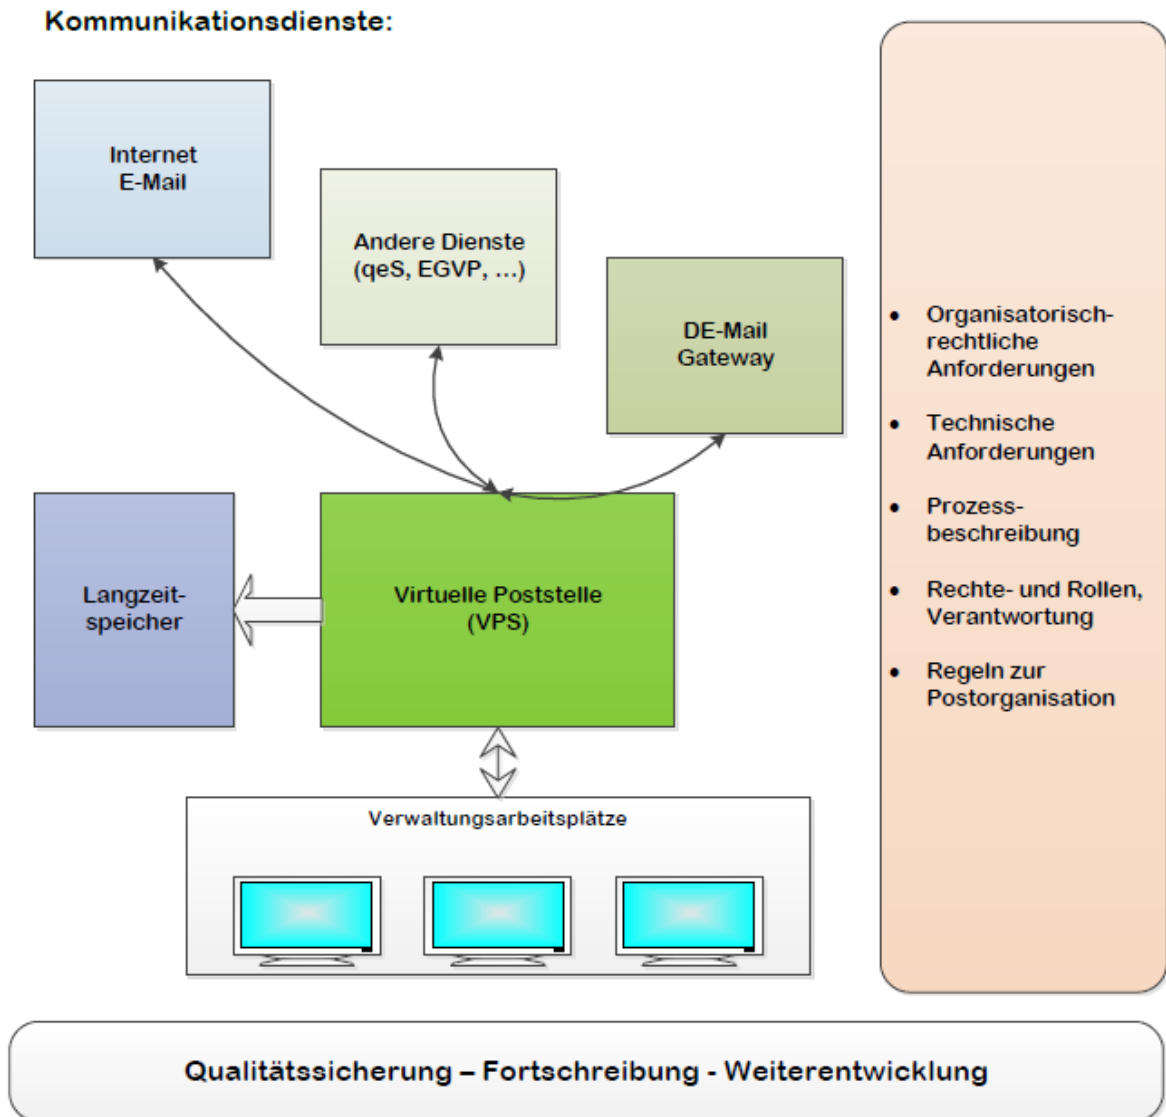 Kommunikationsdienste:
Internet
E-Mail
Andere Dienste
(qeS, EGVP, ...)
DE-Mail
Gateway
Langzeit-
speicher
Virtuelle Poststelle
(VPS)
Verwaltungsarbeitsplätze
• Organisatorisch-
rechtliche
Anforderungen
• Technische
Anforderungen
• Prozess-
beschreibung
• Rechte- und Rollen,
Verantwortung
• Regeln zur
Postorganisation
Qualitätssicherung – Fortschreibung - Weiterentwicklung